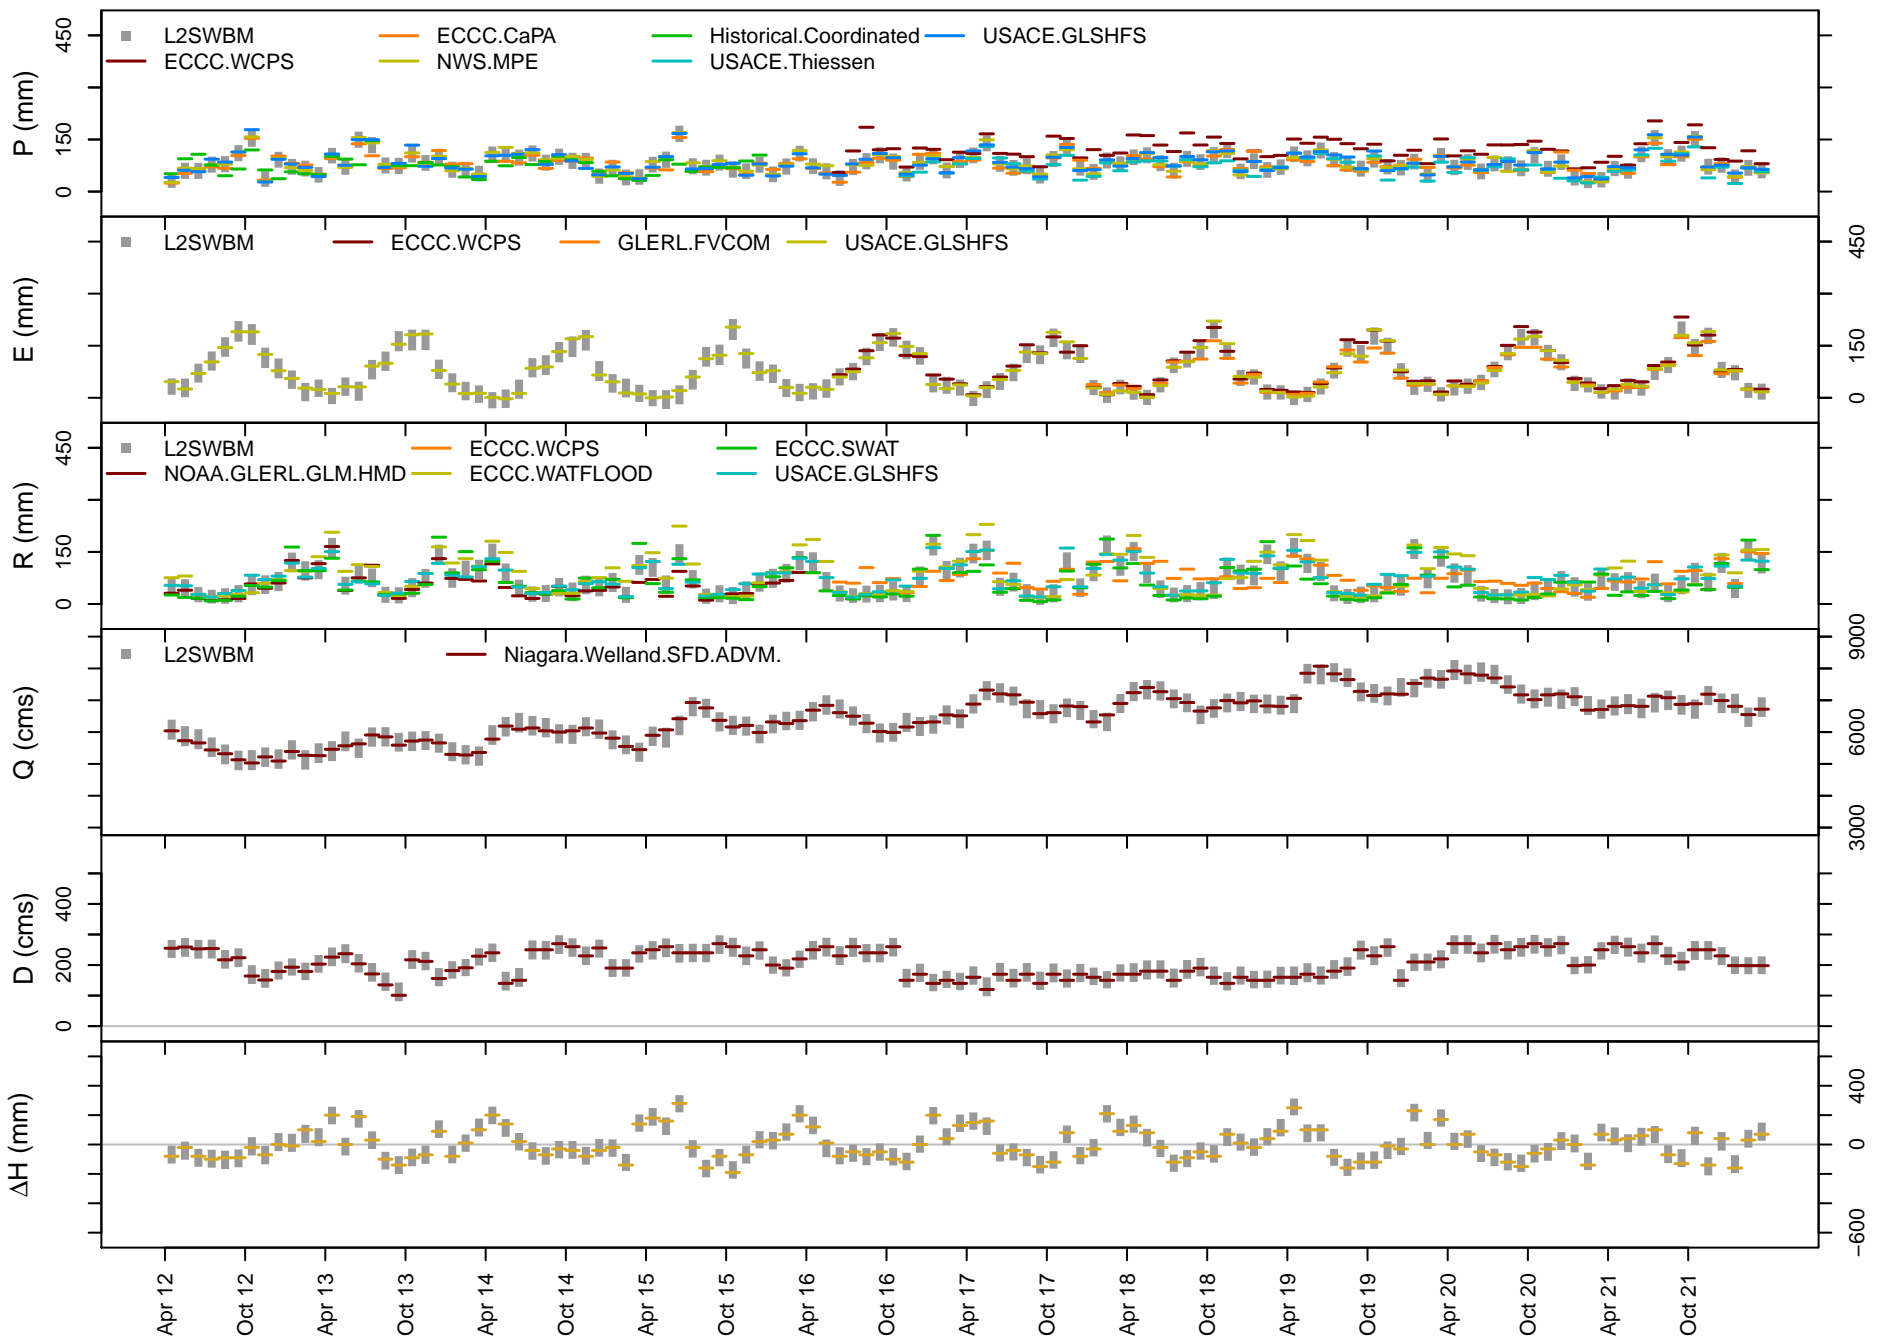 P (mm)
450
150
0
L2SWBM ECCC.CaPA Historical.Coordinated USACE.GLSHFS
ECCC.WCPS NWS.MPE USACE.Thiessen
E (mm)
L2SWBM ECCC.WCPS GLERL.FVCOM USACE.GLSHFS
450
150
0
R (mm)
450
150
0
L2SWBM ECCC.WCPS ECCC.SWAT
NOAA.GLERL.GLM.HMD ECCC.WATFLOOD USACE.GLSHFS
Q (cms)
L2SWBM Niagara.Welland.SFD.ADVM.
9000
6000
3000
D (cms)
400
200
0
ΔH (mm)
400
0
−600
Apr 12 Oct 12 Apr 13 Oct 13 Apr 14 Oct 14 Apr 15 Oct 15 Apr 16 Oct 16 Apr 17 Oct 17 Apr 18 Oct 18 Apr 19 Oct 19 Apr 20 Oct 20 Apr 21 Oct 21